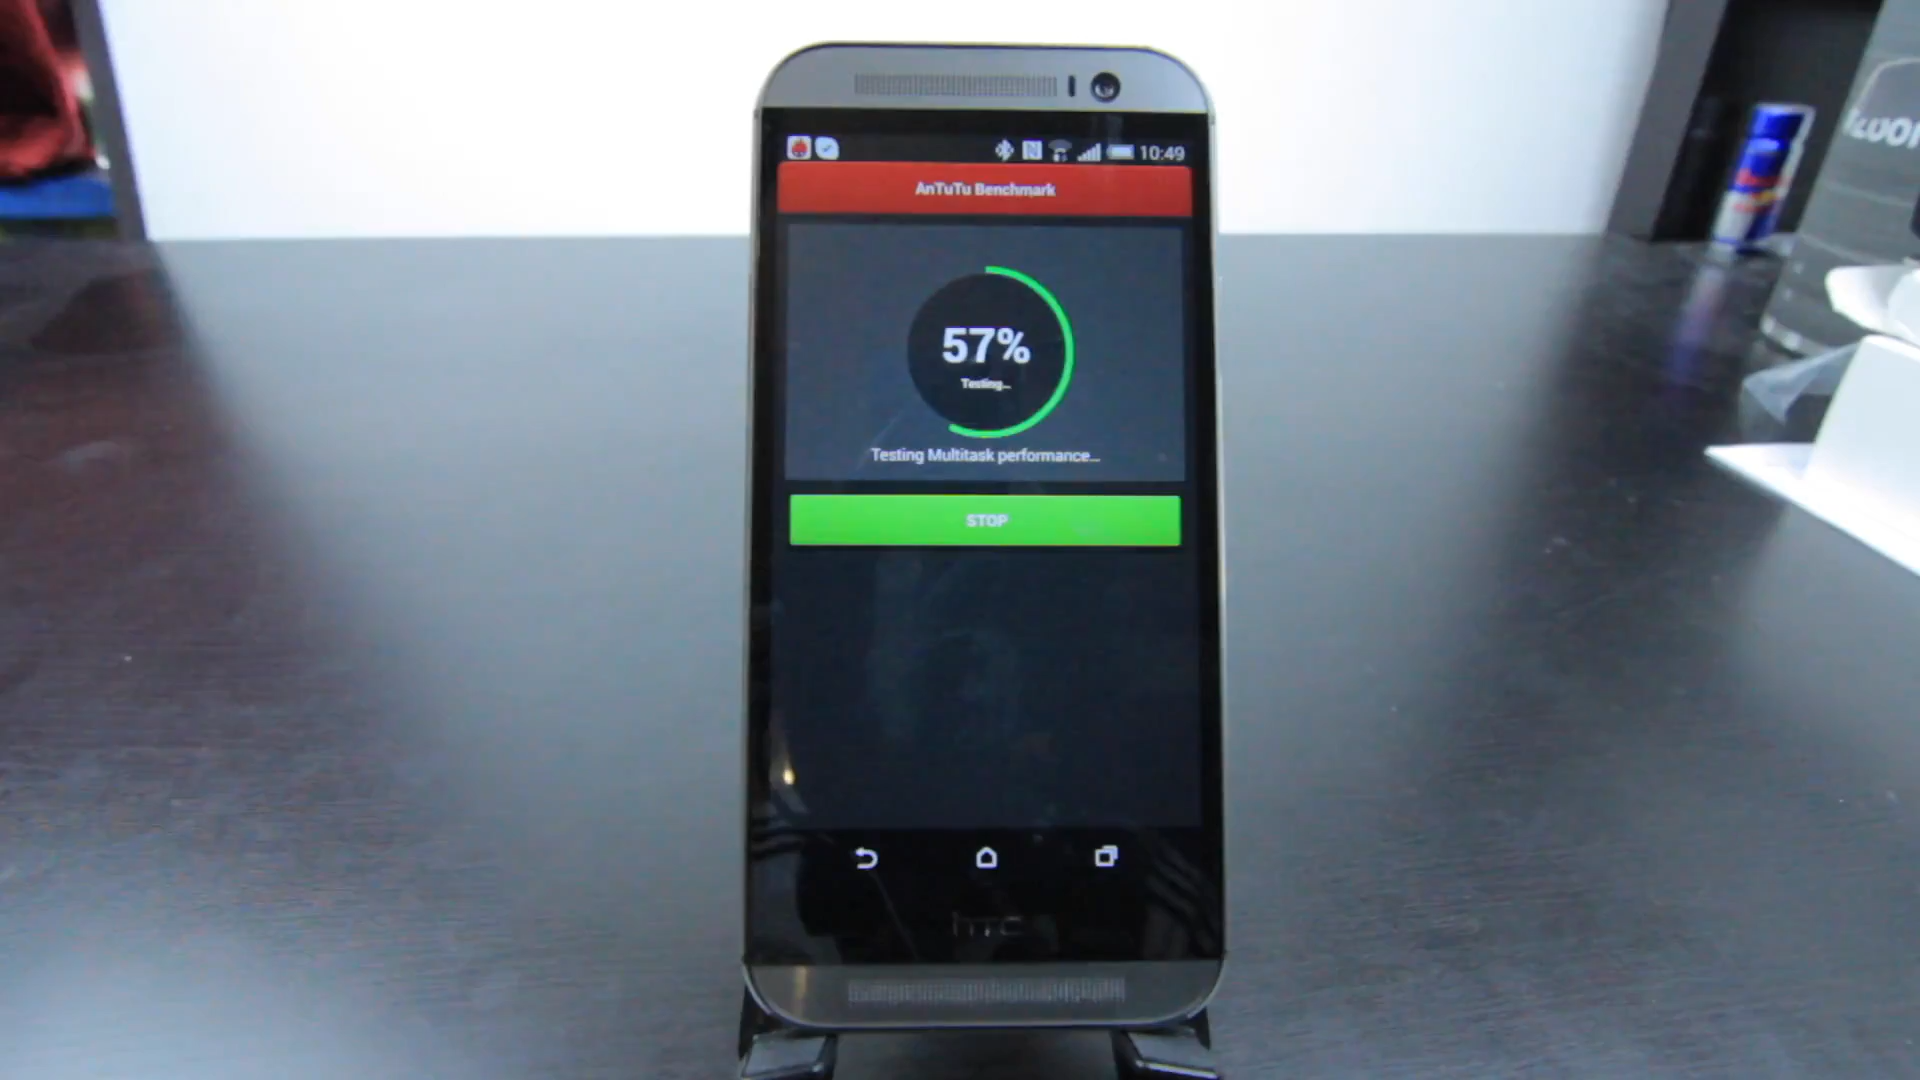 10:49
AnTuTu Benchmark
57%
Testing...
Testing Multitask performance...
STOP
hTC